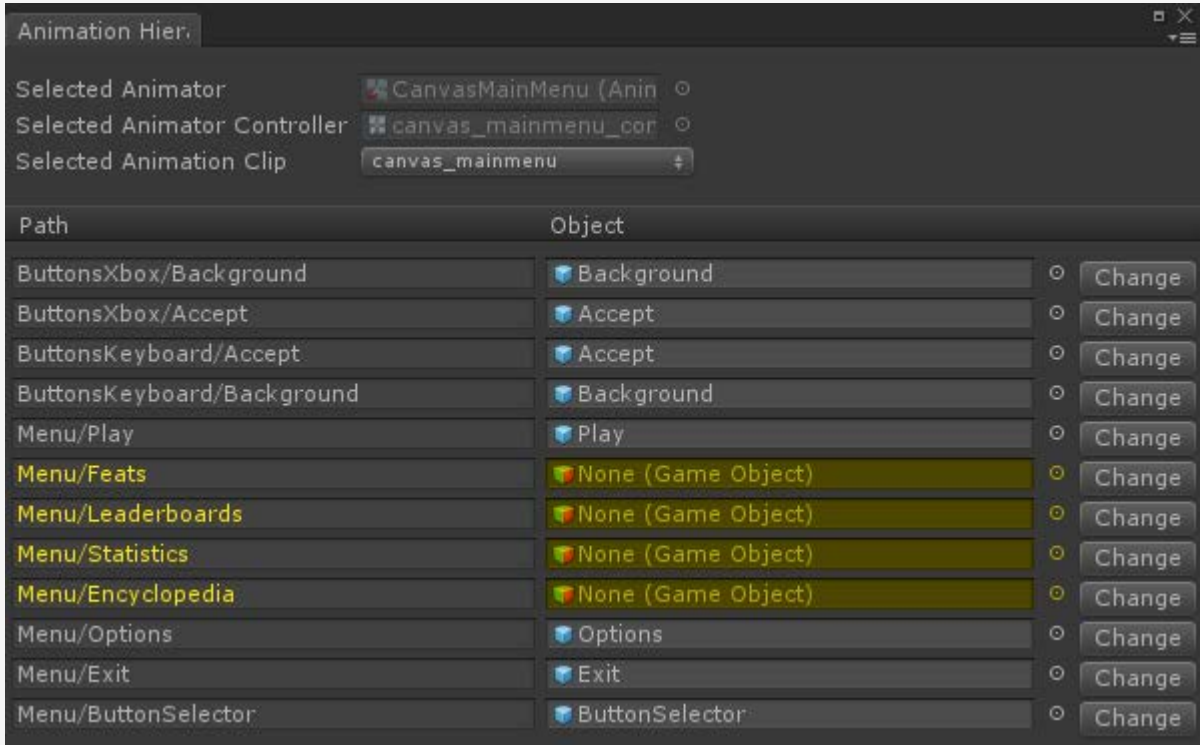 Animation Hier
Selected Animator CanvasMainMenu (Anin
Selected Animator Controller canvas_mainmenu_cor
Selected Animation Clip canvas_mainmenu
Path Object
ButtonsXbox/Background Background Change
ButtonsXbox/Accept Accept Change
ButtonsKeyboard/Accept Accept Change
ButtonsKeyboard/Background Background Change
Menu/Play Play Change
Menu/Feats None (Game Object) Change
Menu/Leaderboards None (Game Object) Change
Menu/Statistics None (Game Object) Change
Menu/Encyclopedia None (Game Object) Change
Menu/Options Options Change
Menu/Exit Exit Change
Menu/ButtonSelector ButtonSelector Change